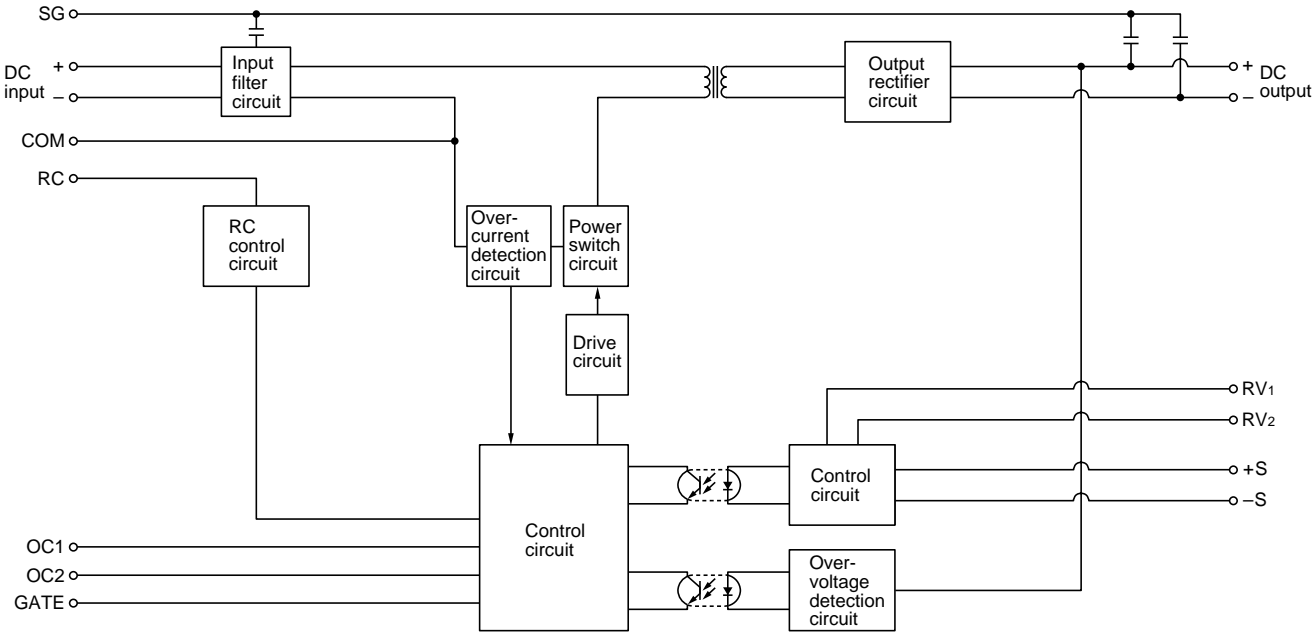 SG
DC
input
+
–
Input
filter
circuit
Output
rectifier
circuit
+
–
DC
output
COM
RC
RC
control
circuit
Over-
current
detection
circuit
Power
switch
circuit
Drive
circuit
RV1
RV2
Control
circuit
+S
–S
Control
circuit
OC1
OC2
GATE
Over-
voltage
detection
circuit